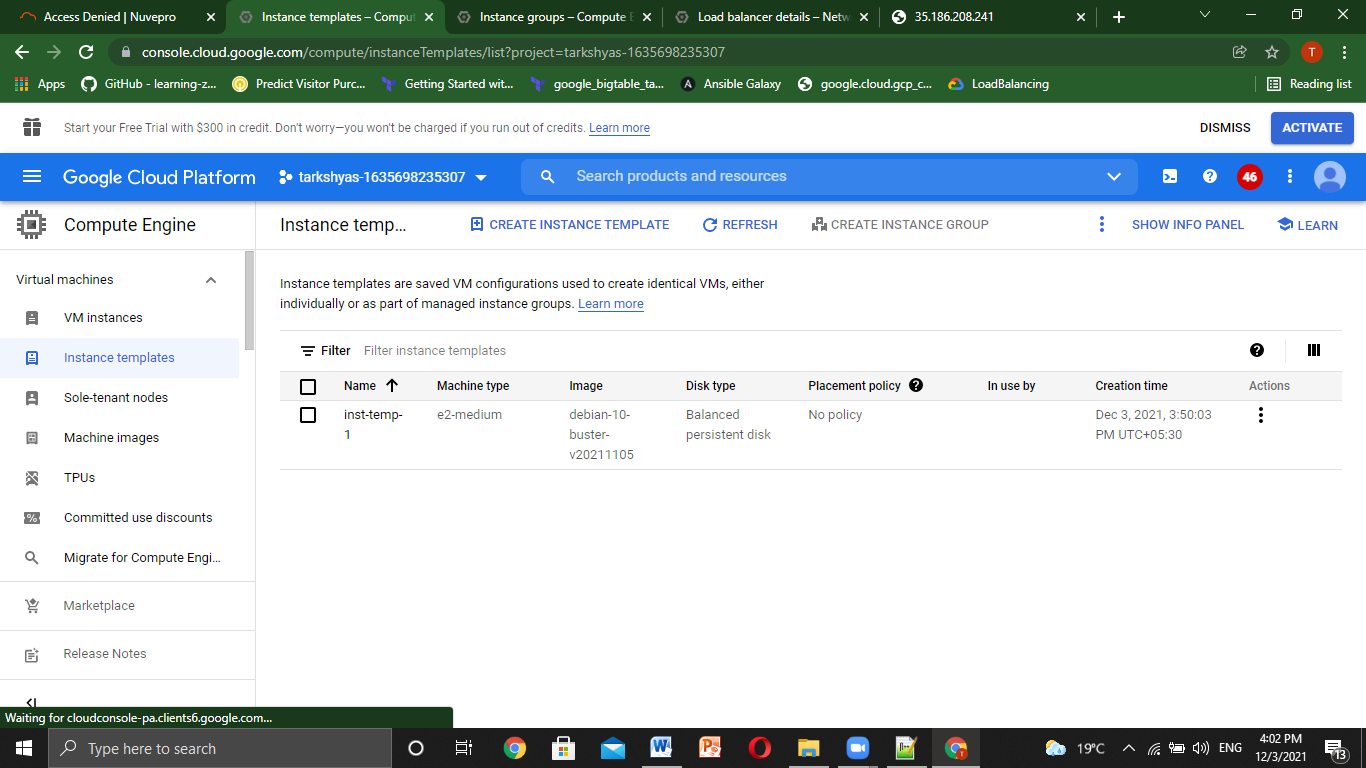 Access Denied | Nuvepro
Instance templates – Comput
Instance groups – Compute E
Load balancer details – Netw
35.186.208.241
console.cloud.google.com/compute/instanceTemplates/list?project=tarkshyas-1635698235307
T
Apps
GitHub - learning-z...
Predict Visitor Purc...
Getting Started wit...
google_bigtable_ta...
A
Ansible Galaxy
google.cloud.gcp_c...
LoadBalancing
Reading list
Start your Free Trial with $300 in credit. Don't worry—you won't be charged if you run out of credits. Learn more
DISMISS
ACTIVATE
Google Cloud Platform
tarkshyas-1635698235307
Search products and resources
46
Compute Engine
Instance temp...
CREATE INSTANCE TEMPLATE
REFRESH
CREATE INSTANCE GROUP
SHOW INFO PANEL
LEARN
Virtual machines
VM instances
Instance templates
Sole-tenant nodes
Machine images
TPUs
Committed use discounts
Migrate for Compute Engi...
Marketplace
Release Notes
Instance templates are saved VM configurations used to create identical VMs, either
individually or as part of managed instance groups. Learn more
Filter
Filter instance templates
Name
Machine type
Image
Disk type
Placement policy
In use by
Creation time
Actions
inst-temp-
1
e2-medium
debian-10-
buster-
v20211105
Balanced
persistent disk
No policy
Dec 3, 2021, 3:50:03
PM UTC+05:30
Waiting for cloudconsole-pa.clients6.google.com...
Type here to search
19°C
ENG
4:02 PM
12/3/2021
13